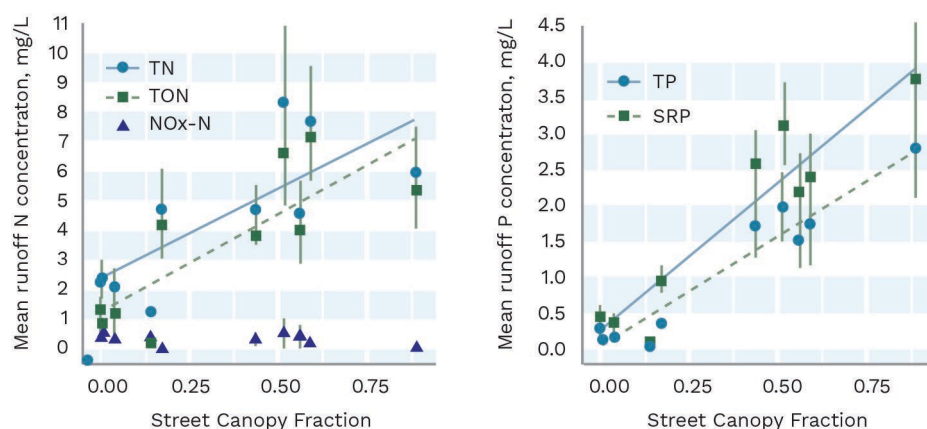 Mean runoff N concentraton, mg/L
11
10
9
8
7
6
5
4
3
2
1
0
TN
TON
NOx-N
0.00 0.25 0.50 0.75
Street Canopy Fraction
Mean runoff P concentraton, mg/L
4.5
4.0
3.5
3.0
2.5
2.0
1.5
1.0
0.5
0.0
TP
SRP
0.00 0.25 0.50 0.75
Street Canopy Fraction